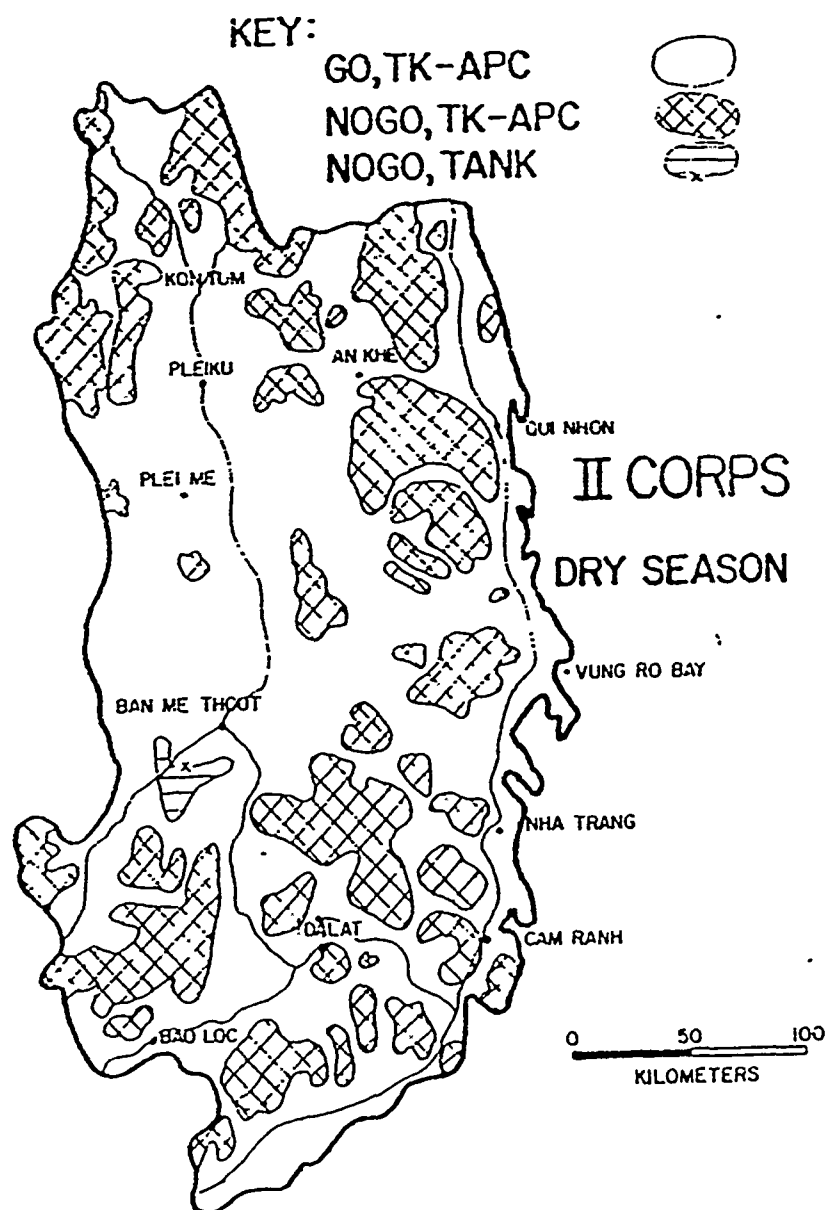 KEY:
GO, TK-APC
NOGO, TK-APC
NOGO, TANK
x
KONTUM
PLEIKU
AN KHE
QUI NHON
PLEI ME
II CORPS
DRY SEASON
VUNG RO BAY
BAN ME THOOT
x
NHA TRANG
DALAT
CAM RANH
BAO LOC
0 50 100
KILOMETERS